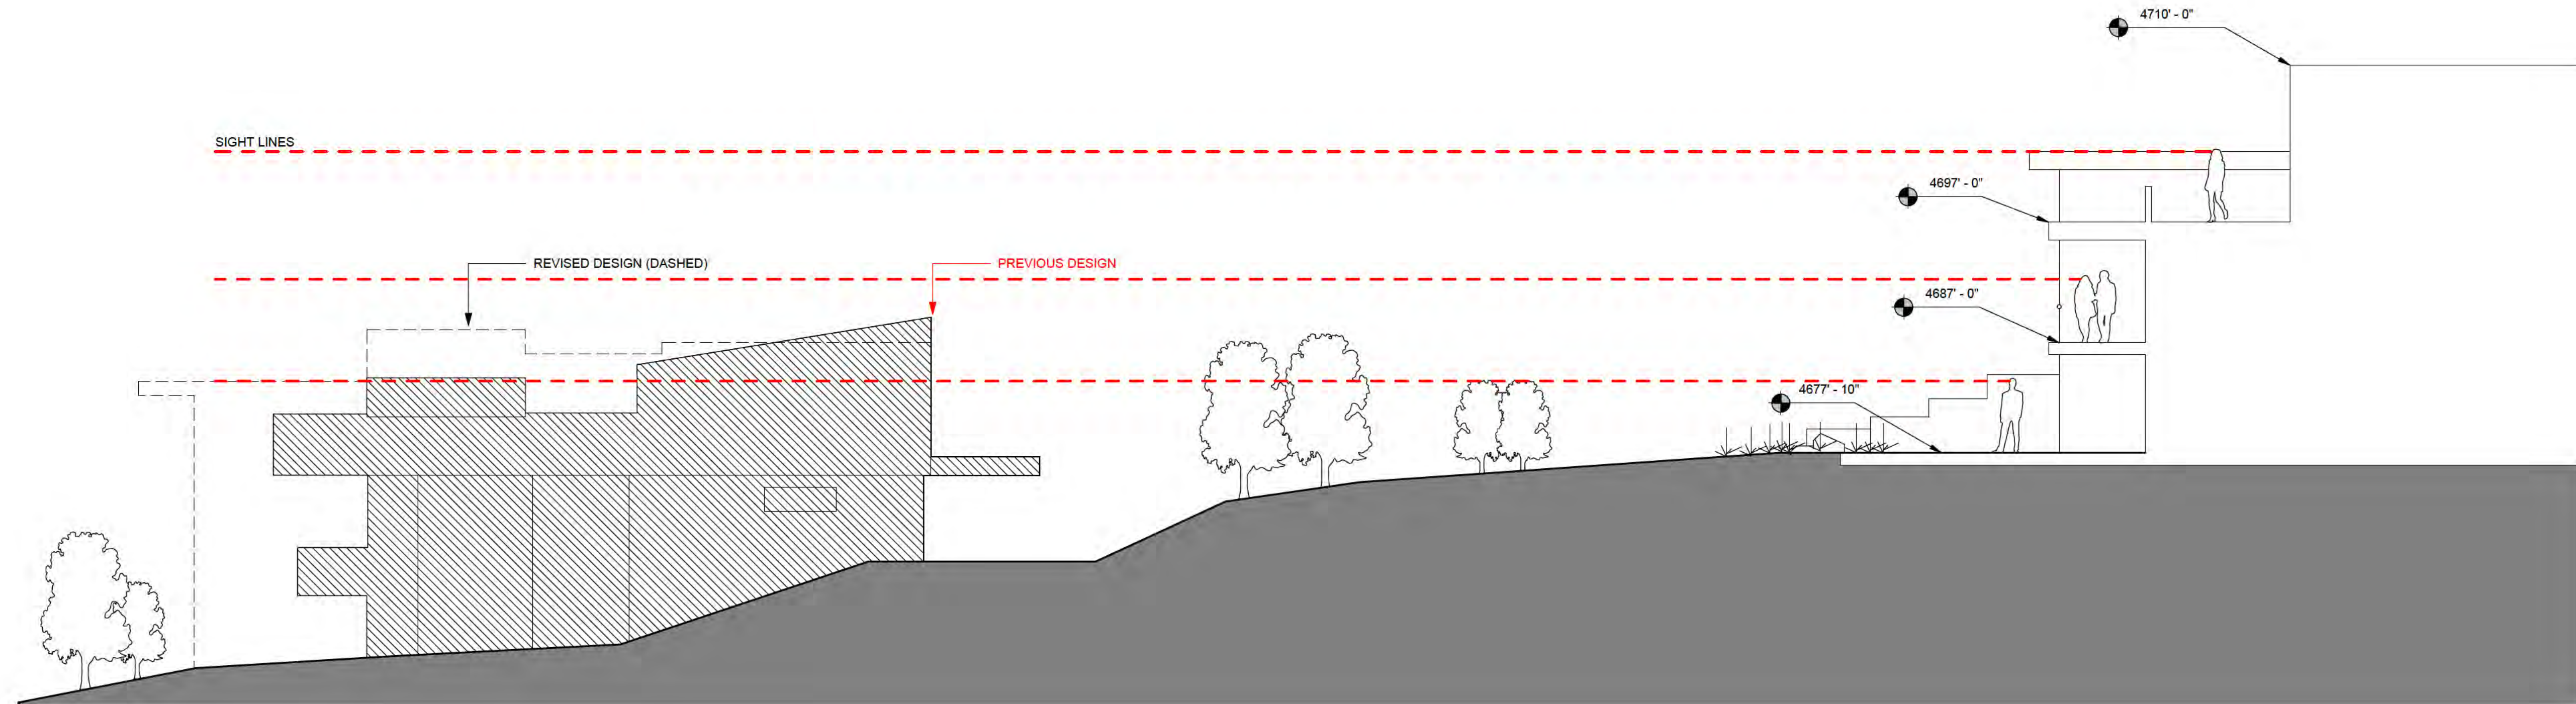 4710' - 0"
SIGHT LINES
4697' - 0"
REVISED DESIGN (DASHED)
PREVIOUS DESIGN
4687' - 0"
4677' - 10"